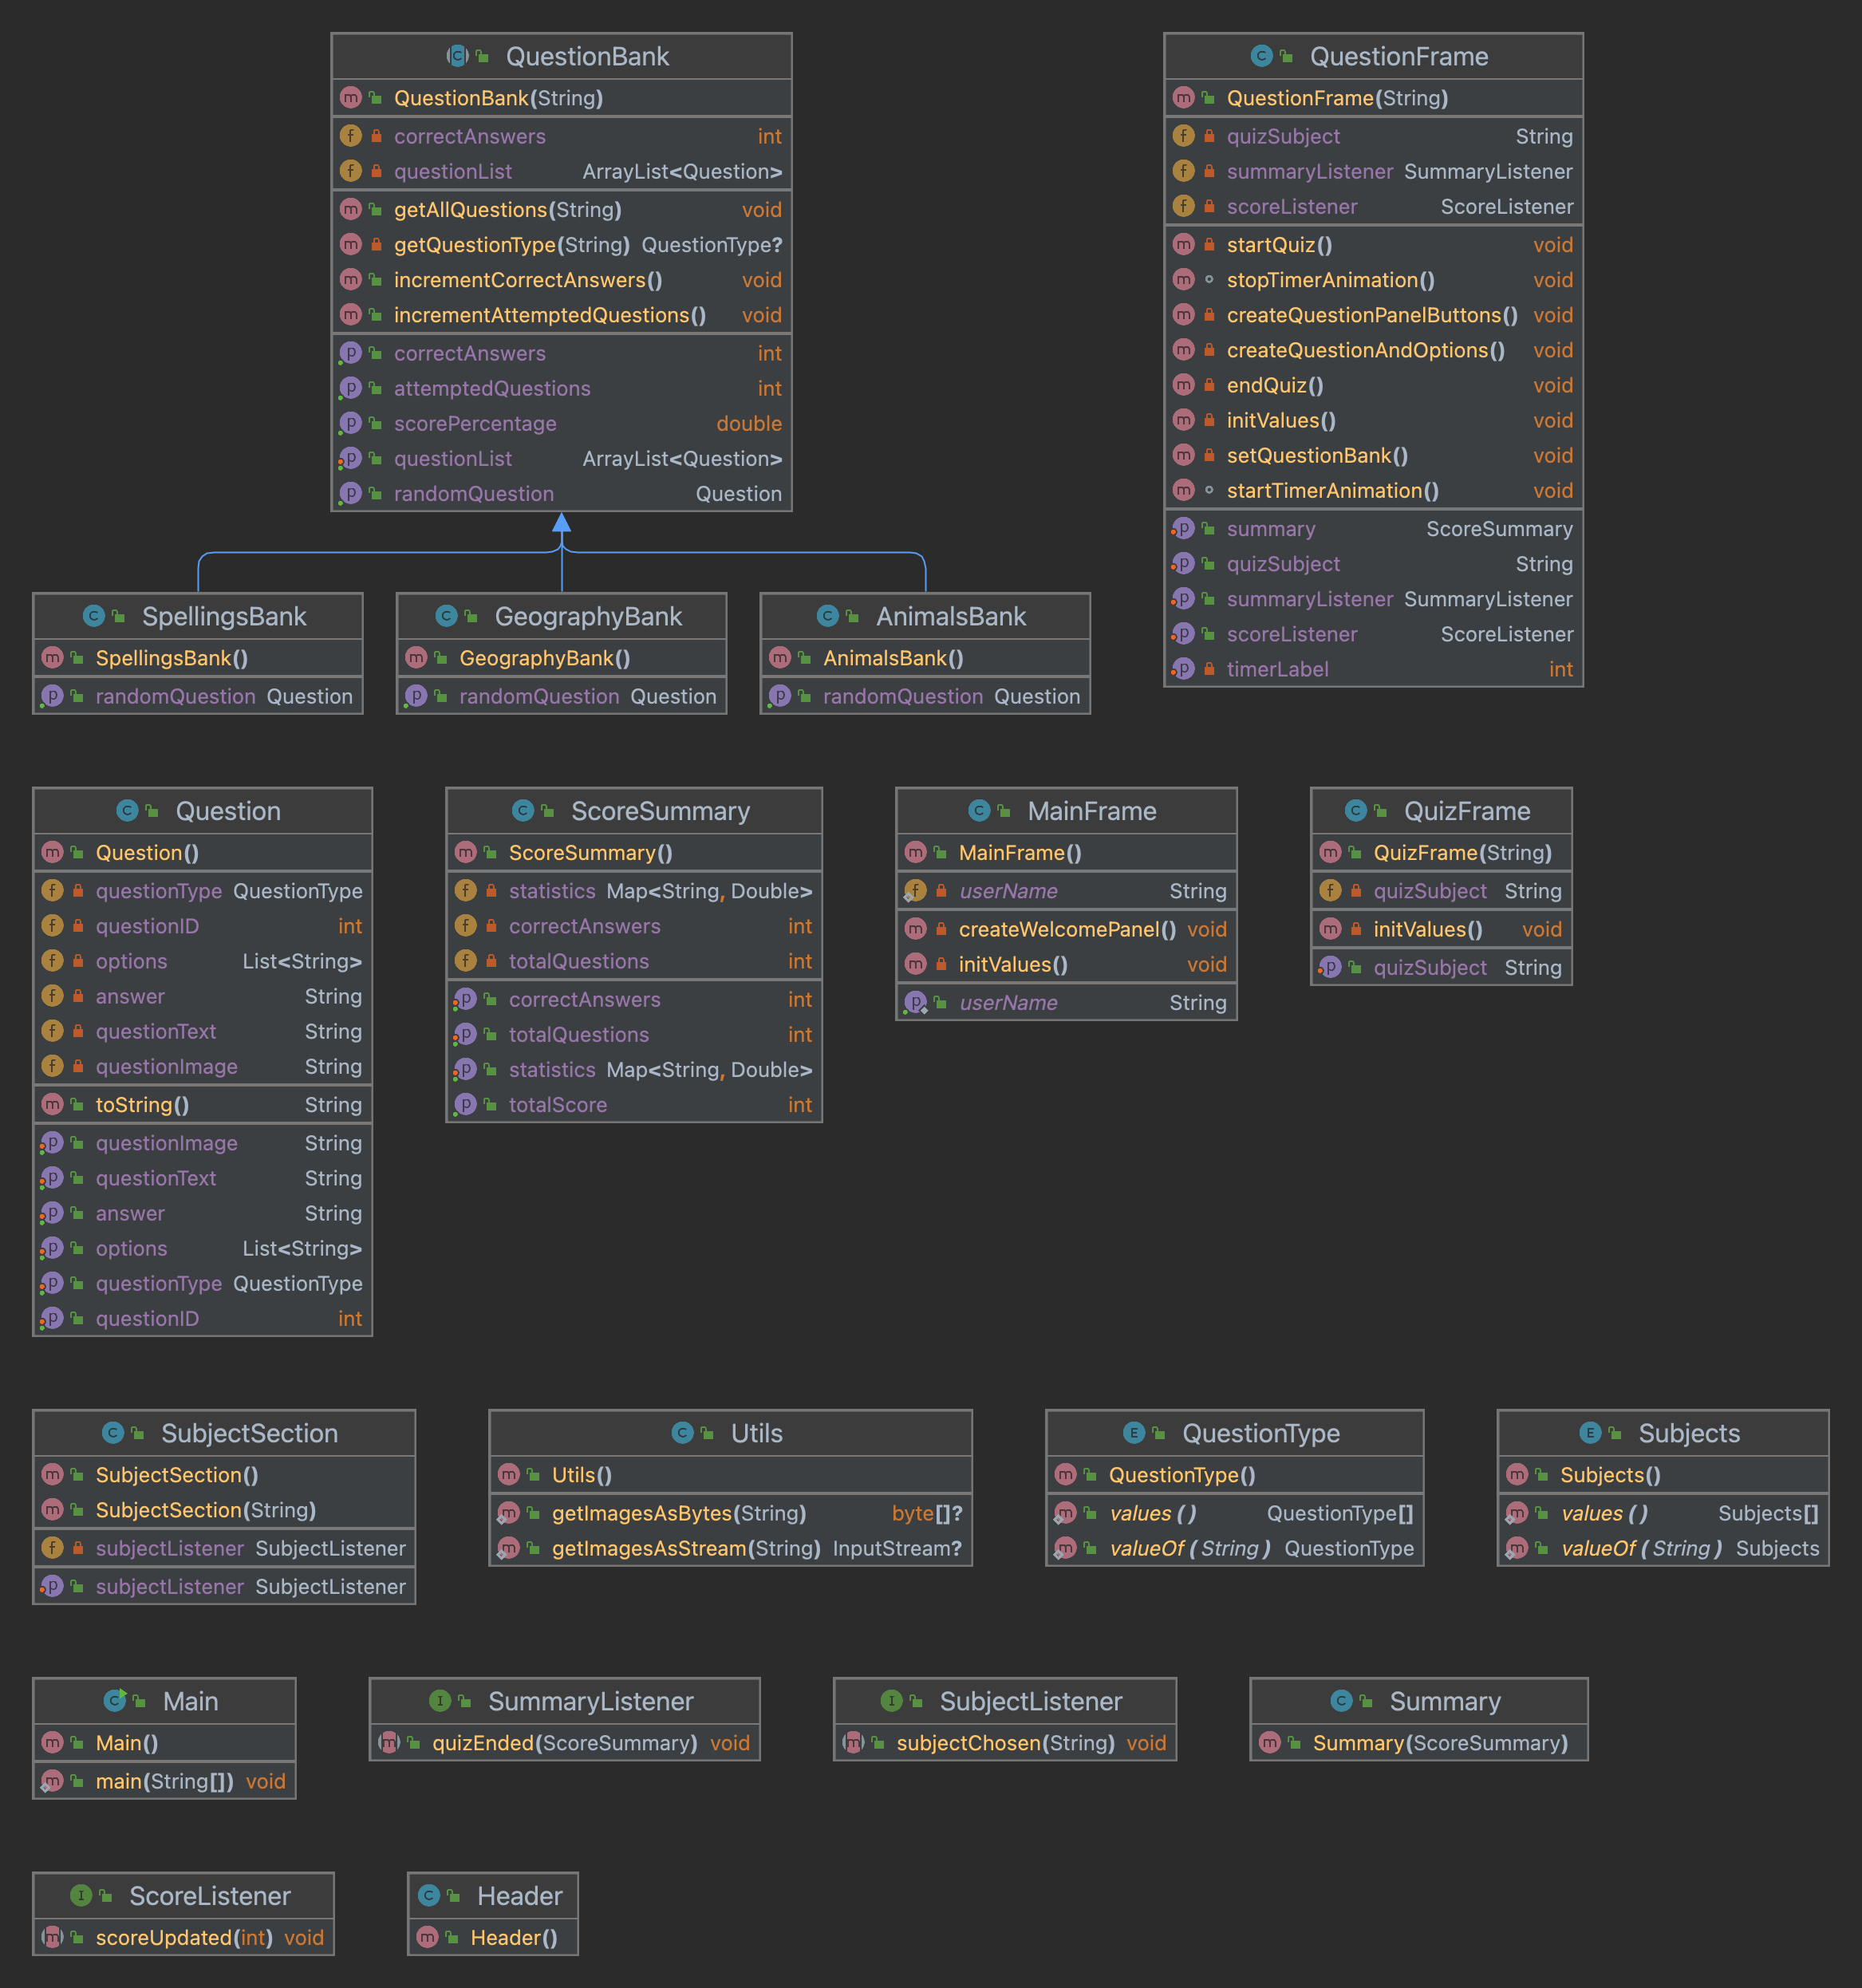 QuestionBank
QuestionBank(String)
correctAnswers int
questionList ArrayList<Question>
getAllQuestions(String) void
getQuestionType(String) QuestionType?
incrementCorrectAnswers() void
incrementAttemptedQuestions() void
correctAnswers int
attemptedQuestions int
scorePercentage double
questionList ArrayList<Question>
randomQuestion Question
QuestionFrame
QuestionFrame(String)
quizSubject String
summaryListener SummaryListener
scoreListener ScoreListener
startQuiz() void
stopTimerAnimation() void
createQuestionPanelButtons() void
createQuestionAndOptions() void
endQuiz() void
initValues() void
setQuestionBank() void
startTimerAnimation() void
summary ScoreSummary
quizSubject String
summaryListener SummaryListener
scoreListener ScoreListener
timerLabel int
SpellingsBank
SpellingsBank()
randomQuestion Question
GeographyBank
GeographyBank()
randomQuestion Question
AnimalsBank
AnimalsBank()
randomQuestion Question
Question
Question()
questionType QuestionType
questionID int
options List<String>
answer String
questionText String
questionImage String
toString() String
questionImage String
questionText String
answer String
options List<String>
questionType QuestionType
questionID int
ScoreSummary
ScoreSummary()
statistics Map<String, Double>
correctAnswers int
totalQuestions int
correctAnswers int
totalQuestions int
statistics Map<String, Double>
totalScore int
MainFrame
MainFrame()
userName String
createWelcomePanel() void
initValues() void
userName String
QuizFrame
QuizFrame(String)
quizSubject String
initValues() void
quizSubject String
SubjectSection
SubjectSection()
SubjectSection(String)
subjectListener SubjectListener
subjectListener SubjectListener
Utils
Utils()
getImagesAsBytes(String) byte[]?
getImagesAsStream(String) InputStream?
QuestionType
QuestionType()
values() QuestionType[]
valueOf(String) QuestionType
Subjects
Subjects()
values() Subjects[]
valueOf(String) Subjects
Main
Main()
main(String[]) void
SummaryListener
quizEnded(ScoreSummary) void
SubjectListener
subjectChosen(String) void
Summary
Summary(ScoreSummary)
ScoreListener
scoreUpdated(int) void
Header
Header()